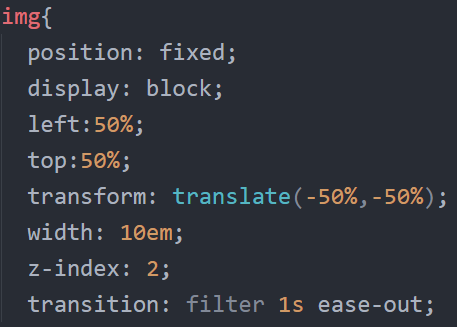 img{
position: fixed;
display: block;
left:50%;
top:50%;
transform: translate(-50%,-50%);
width: 10em;
z-index: 2;
transition: filter 1s ease-out;